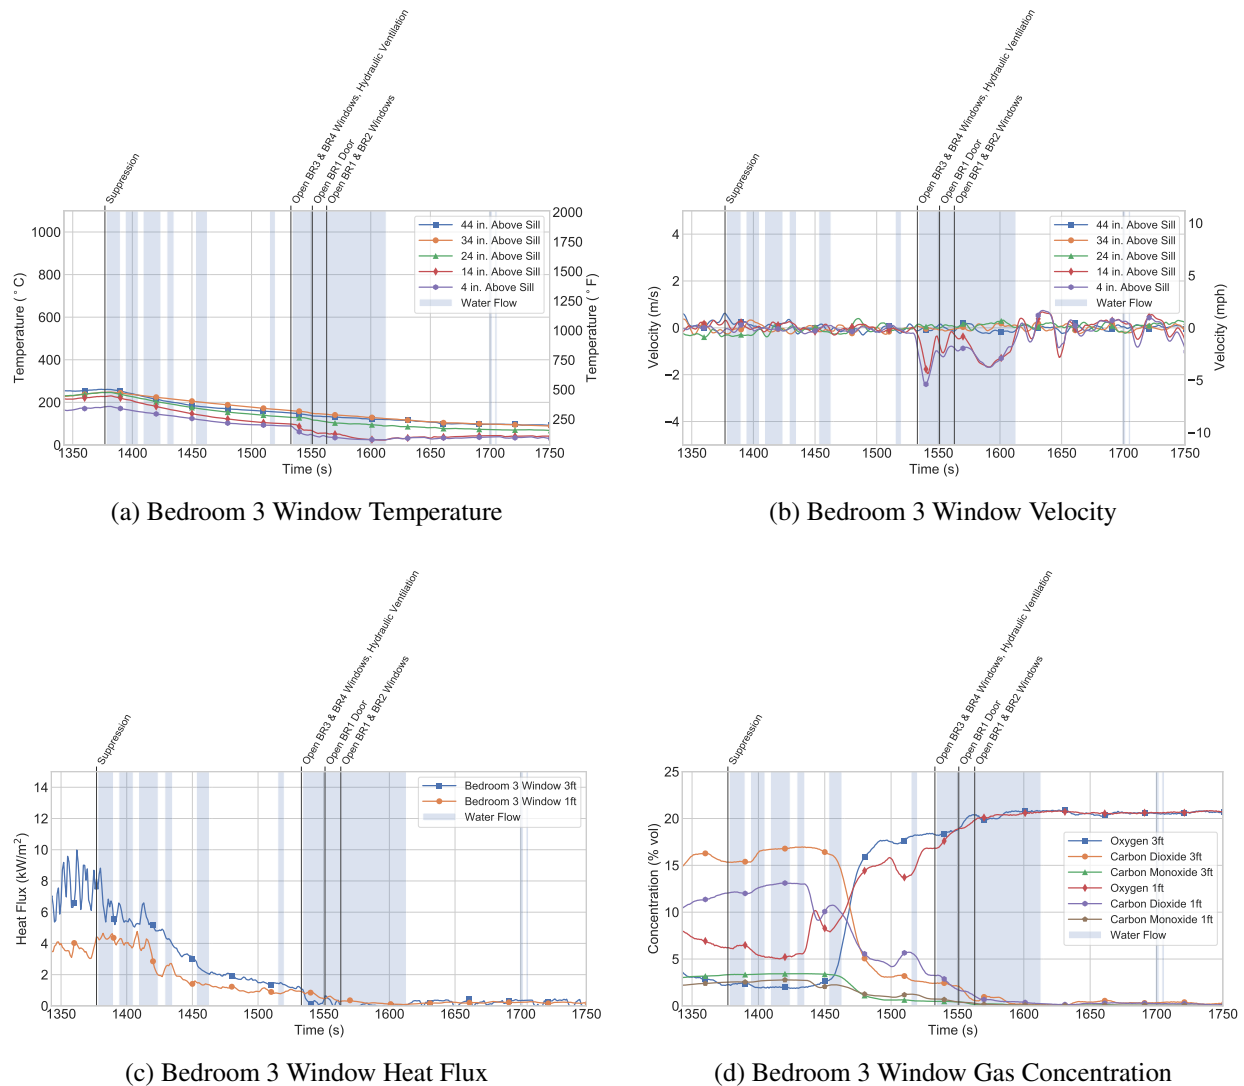 Suppression
Open BR3 & BR4 Windows, Hydraulic Ventilation
Open BR1 Door
Open BR1 & BR2 Windows
1000
800
600
400
200
0
Temperature (°C)
2000
1750
1500
1250
1000
750
500
250
Temperature (°F)
44 in. Above Sill
34 in. Above Sill
24 in. Above Sill
14 in. Above Sill
4 in. Above Sill
Water Flow
1350 1400 1450 1500 1550 1600 1650 1700 1750
Time (s)
(a) Bedroom 3 Window Temperature
Suppression
Open BR3 & BR4 Windows, Hydraulic Ventilation
Open BR1 Door
Open BR1 & BR2 Windows
4
2
0
−2
−4
Velocity (m/s)
10
5
0
−5
−10
Velocity (mph)
44 in. Above Sill
34 in. Above Sill
24 in. Above Sill
14 in. Above Sill
4 in. Above Sill
Water Flow
1350 1400 1450 1500 1550 1600 1650 1700 1750
Time (s)
(b) Bedroom 3 Window Velocity
Suppression
Open BR3 & BR4 Windows, Hydraulic Ventilation
Open BR1 Door
Open BR1 & BR2 Windows
14
12
10
8
6
4
2
0
Heat Flux (kW/m²)
Bedroom 3 Window 3ft
Bedroom 3 Window 1ft
Water Flow
1350 1400 1450 1500 1550 1600 1650 1700 1750
Time (s)
(c) Bedroom 3 Window Heat Flux
Suppression
Open BR3 & BR4 Windows, Hydraulic Ventilation
Open BR1 Door
Open BR1 & BR2 Windows
25
20
15
10
5
0
Concentration (% vol)
Oxygen 3ft
Carbon Dioxide 3ft
Carbon Monoxide 3ft
Oxygen 1ft
Carbon Dioxide 1ft
Carbon Monoxide 1ft
Water Flow
1350 1400 1450 1500 1550 1600 1650 1700 1750
Time (s)
(d) Bedroom 3 Window Gas Concentration